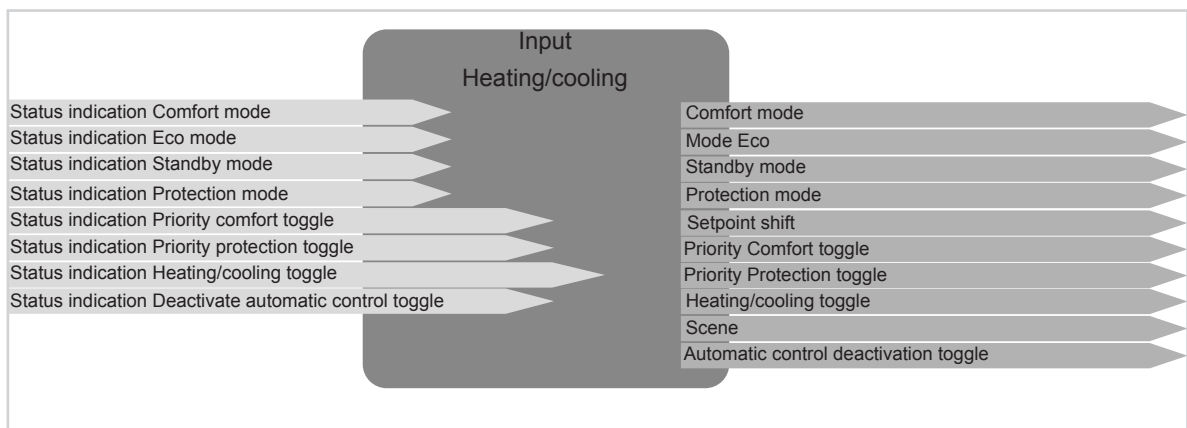 Input
Heating/cooling
Status indication Comfort mode
Status indication Eco mode
Status indication Standby mode
Status indication Protection mode
Status indication Priority comfort toggle
Status indication Priority protection toggle
Status indication Heating/cooling toggle
Status indication Deactivate automatic control toggle
Comfort mode
Mode Eco
Standby mode
Protection mode
Setpoint shift
Priority Comfort toggle
Priority Protection toggle
Heating/cooling toggle
Scene
Automatic control deactivation toggle